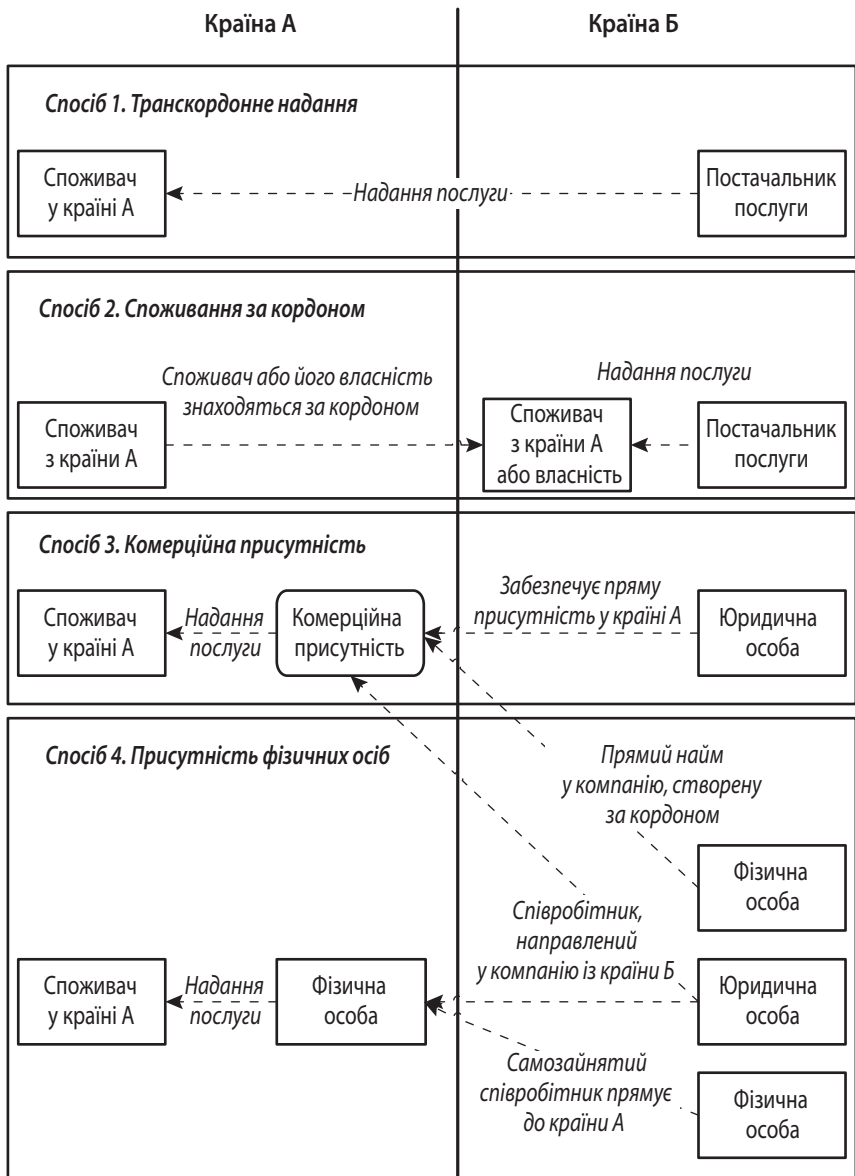 Країна А
Країна Б
Спосіб 1. Транскордонне надання
Споживач
у країні А
Надання послуги
Постачальник
послуги
Спосіб 2. Споживання за кордоном
Споживач або його власність
знаходяться за кордоном
Надання послуги
Споживач
з країни А
Споживач
з країни А
або власність
Постачальник
послуги
Спосіб 3. Комерційна присутність
Споживач
у країні А
Надання
послуги
Комерційна
присутність
Забезпечує пряму
присутність у країні А
Юридична
особа
Спосіб 4. Присутність фізичних осіб
Прямий найм
у компанію, створену
за кордоном
Фізична
особа
Співробітник,
направлений
у компанію із країни Б
Споживач
у країні А
Надання
послуги
Фізична
особа
Юридична
особа
Самозайнятий
співробітник прямує
до країни А
Фізична
особа